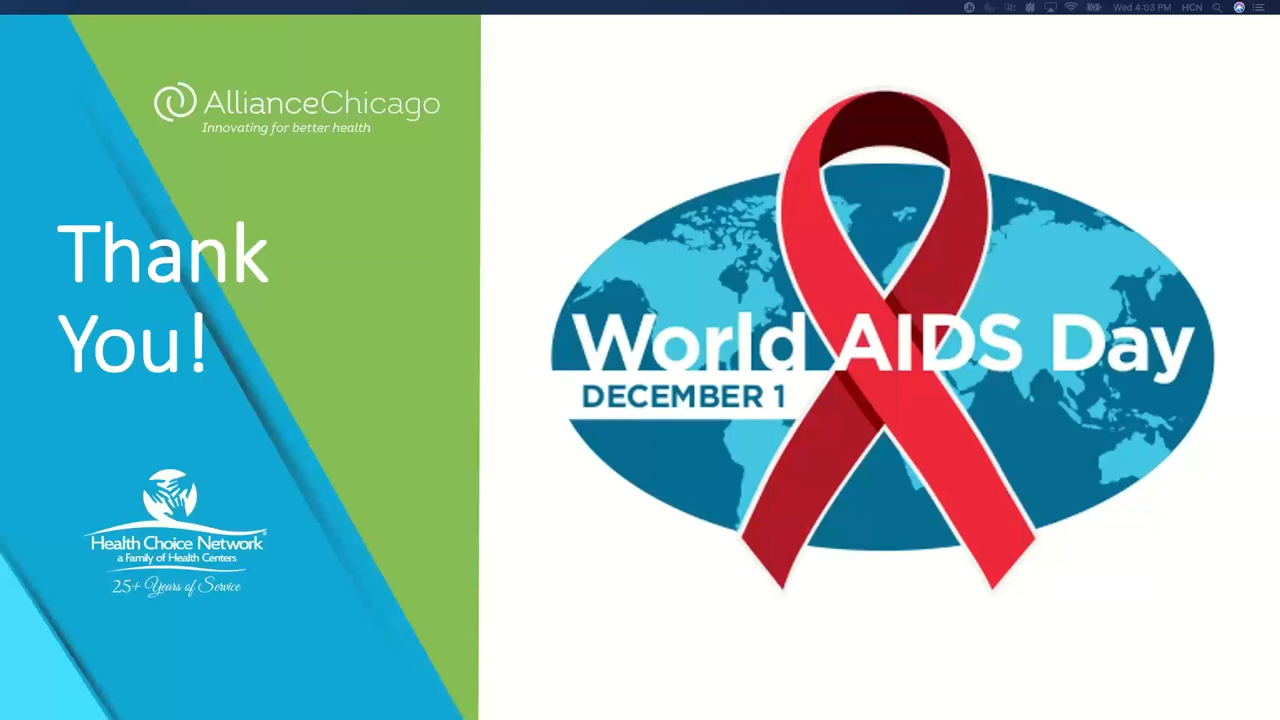 Wed 4:03 PM HCN
AllianceChicago
Innovating for better health
Thank
You!
Health Choice Network®
a Family of Health Centers
25+ Years of Service
World AIDS Day
DECEMBER 1